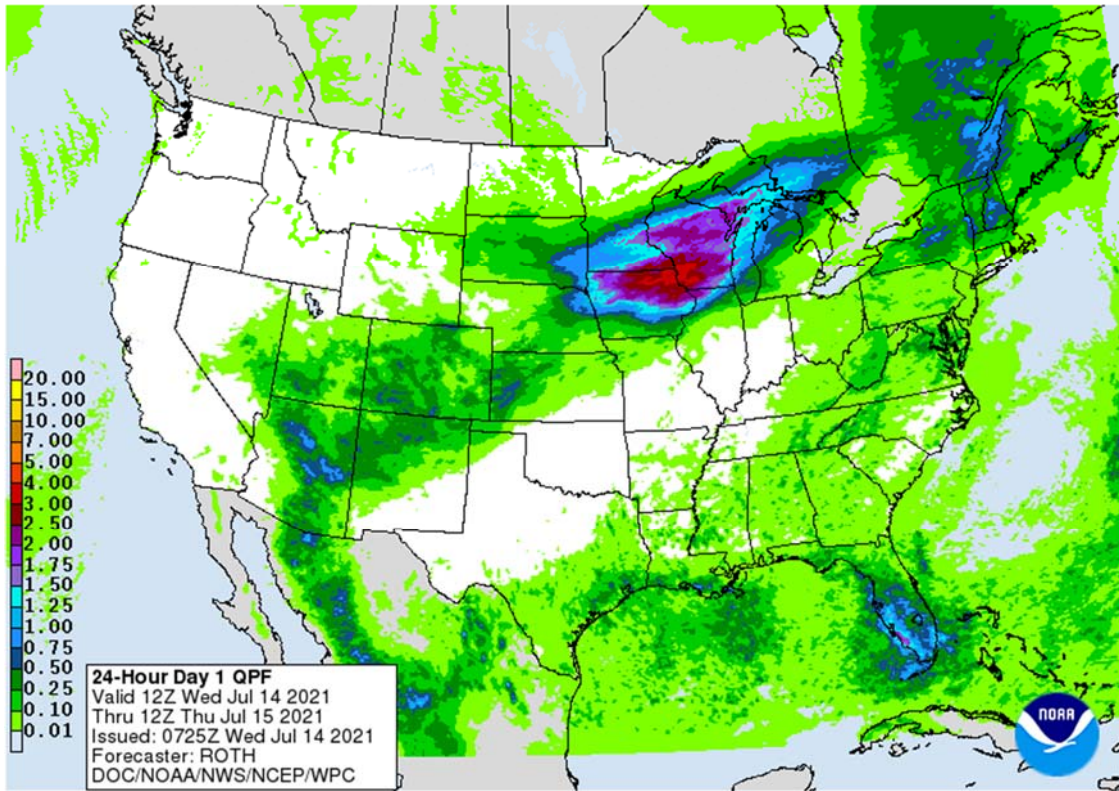 20.00
15.00
10.00
7.00
5.00
4.00
3.00
2.50
2.00
1.75
1.50
1.25
1.00
0.75
0.50
0.25
0.10
0.01
24-Hour Day 1 QPF
Valid 12Z Wed Jul 14 2021
Thru 12Z Thu Jul 15 2021
Issued: 0725Z Wed Jul 14 2021
Forecaster: ROTH
DOC/NOAA/NWS/NCEP/WPC
NOAA